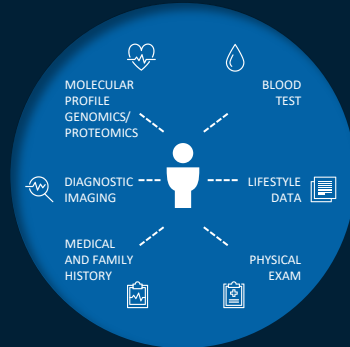 MOLECULAR
PROFILE
GENOMICS/
PROTEOMICS
BLOOD
TEST
DIAGNOSTIC
IMAGING
LIFESTYLE
DATA
MEDICAL
AND FAMILY
HISTORY
PHYSICAL
EXAM